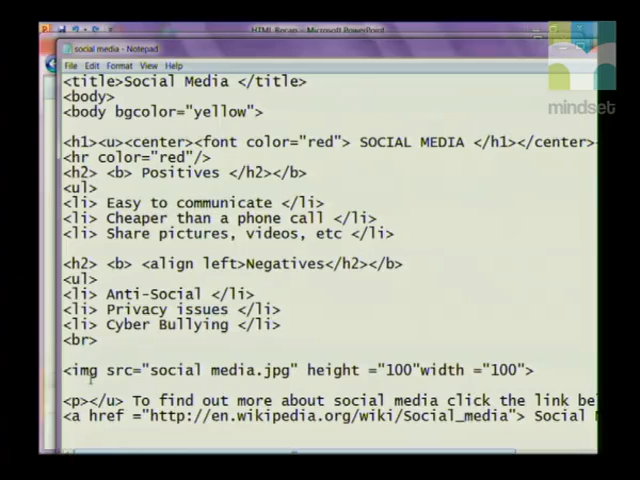 HTML Recap - Microsoft PowerPoint
social media - Notepad
File Edit Format View Help
mindset
<title>Social Media </title>
<body>
<body bgcolor="yellow">
<h1><u><center><font color="red"> SOCIAL MEDIA </h1></center>
<hr color="red"/>
<h2> <b> Positives </h2></b>
<ul>
<li> Easy to communicate </li>
<li> Cheaper than a phone call </li>
<li> Share pictures, videos, etc </li>
<h2> <b> <align left>Negatives</h2></b>
<ul>
<li> Anti-Social </li>
<li> Privacy issues </li>
<li> Cyber Bullying </li>
<br>
<img src="social media.jpg" height ="100"width ="100">
<p></u> To find out more about social media click the link bel
<a href ="http://en.wikipedia.org/wiki/Social_media"> Social